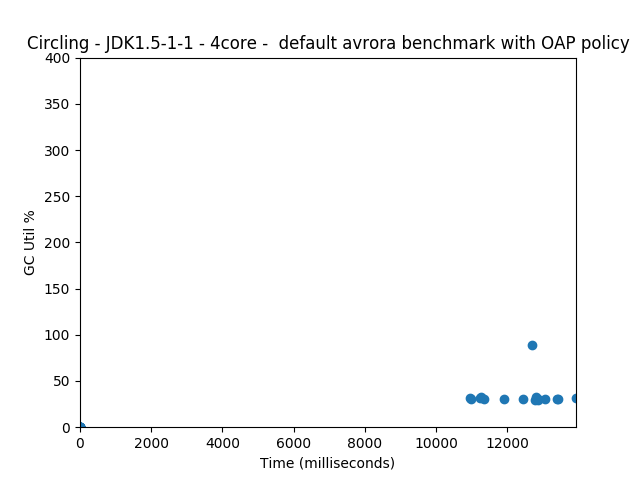 Circling - JDK1.5-1-1 - 4core -  default avrora benchmark with OAP policy
400
350
300
250
200
150
100
50
0
GC Util %
0 2000 4000 6000 8000 10000 12000
Time (milliseconds)